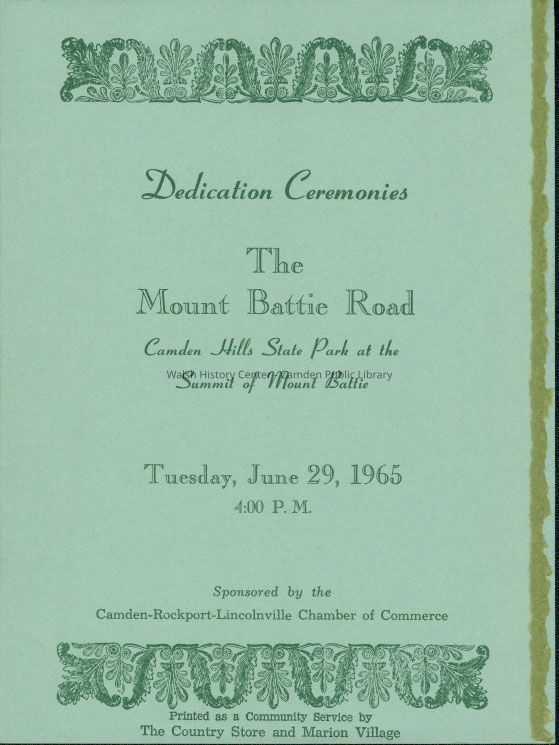 Dedication Ceremonies
The
Mount Battie Road
Camden Hills State Park at the
Walsh History Center - Camden Public Library
Summit of Mount Battie
Tuesday, June 29, 1965
4:00 P. M.
Sponsored by the
Camden-Rockport-Lincolnville Chamber of Commerce
Printed as a Community Service by
The Country Store and Marion Village